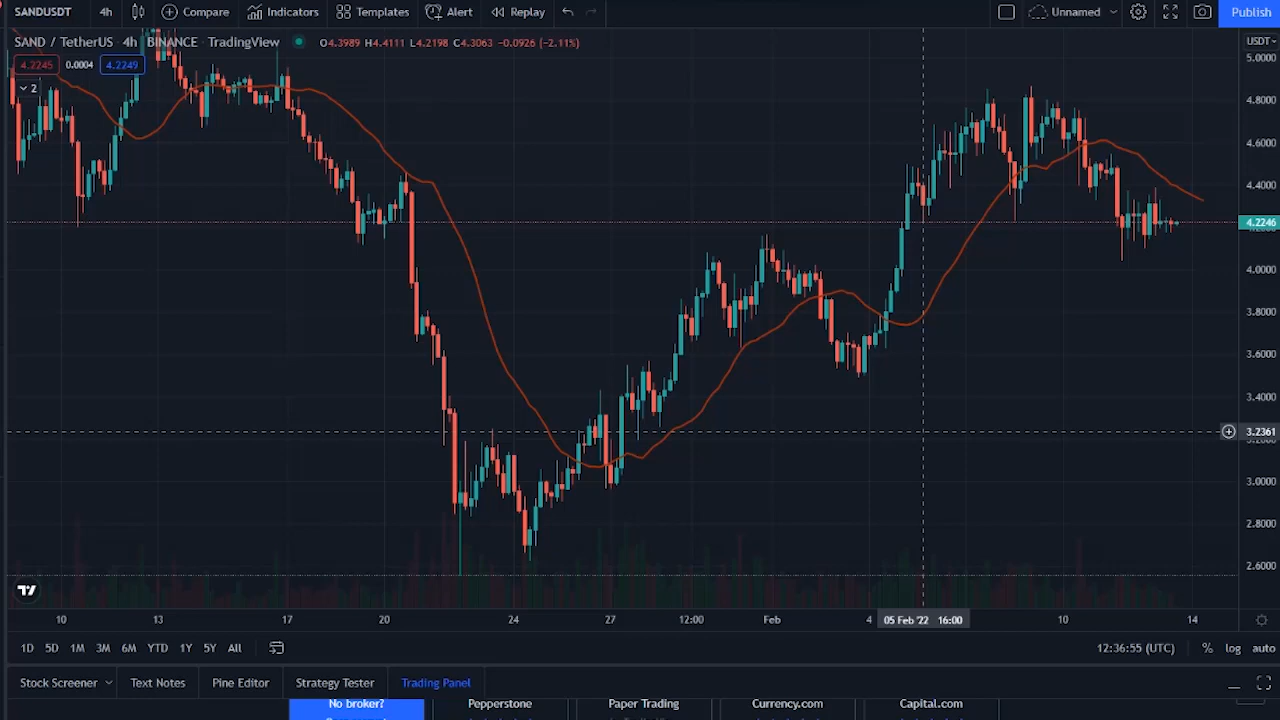 SANDUSDT 4h Compare Indicators Templates Alert Replay Unnamed Publish
SAND / TetherUS · 4h · BINANCE · TradingView O4.3989 H4.4111 L4.2198 C4.3063 -0.0926 (-2.11%) USDT
4.2245 0.0004 4.2249
2
5.0000
4.8000
4.6000
4.4000
4.2246
4.0000
3.8000
3.6000
3.4000
3.2361
3.0000
2.8000
2.6000
10 13 17 20 24 27 12:00 Feb 4 05 Feb '22 16:00 10 14
1D 5D 1M 3M 6M YTD 1Y 5Y All 12:36:55 (UTC) % log auto
Stock Screener Text Notes Pine Editor Strategy Tester Trading Panel
No broker? Pepperstone Paper Trading Currency.com Capital.com